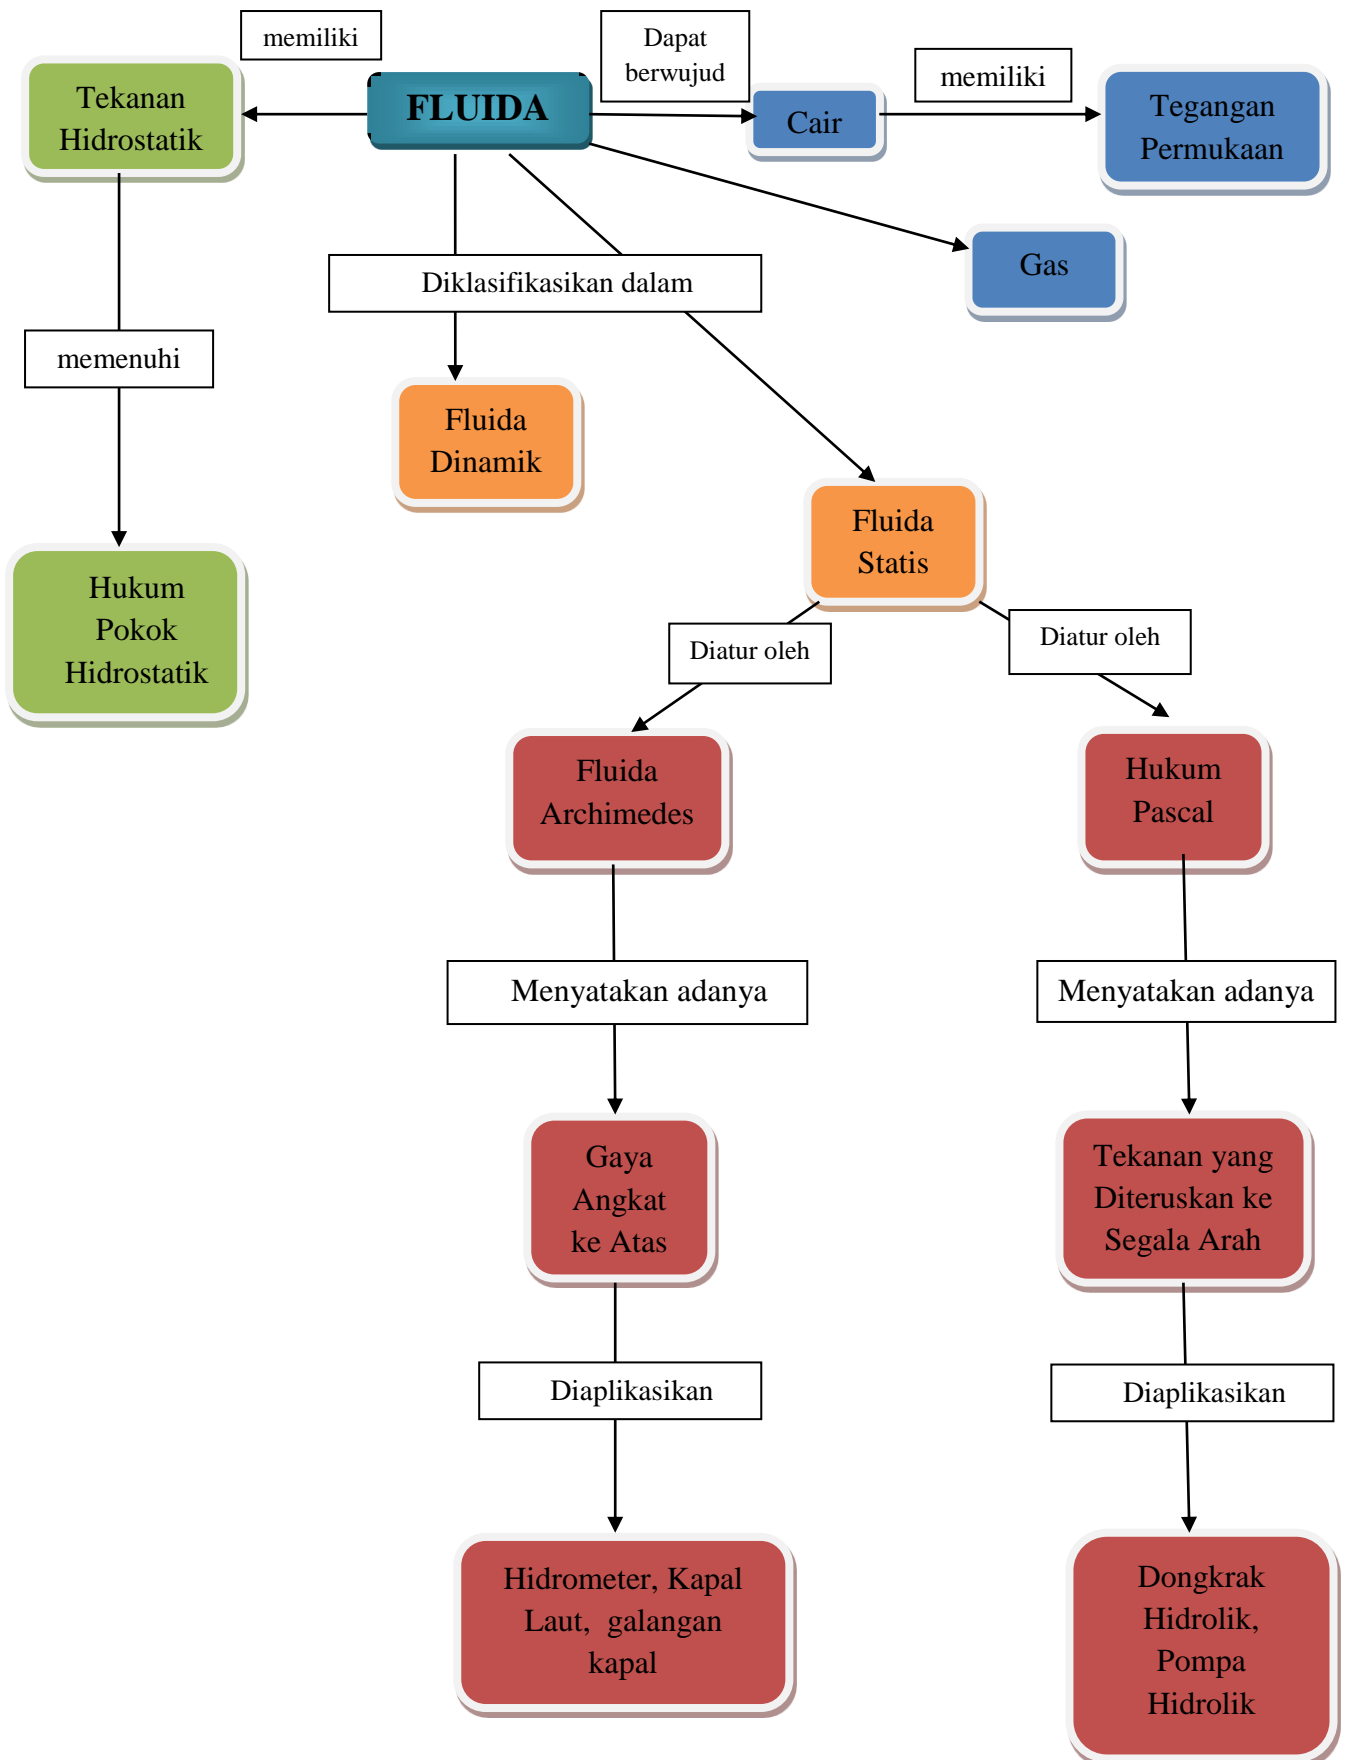 memiliki
Dapat
berwujud
Tekanan
Hidrostatik
FLUIDA
Cair
memiliki
Tegangan
Permukaan
Gas
Diklasifikasikan dalam
memenuhi
Fluida
Dinamik
Fluida
Statis
Hukum
Pokok
Hidrostatik
Diatur oleh
Diatur oleh
Fluida
Archimedes
Hukum
Pascal
Menyatakan adanya
Menyatakan adanya
Gaya
Angkat
ke Atas
Tekanan yang
Diteruskan ke
Segala Arah
Diaplikasikan
Diaplikasikan
Hidrometer, Kapal
Laut,  galangan
kapal
Dongkrak
Hidrolik,
Pompa
Hidrolik